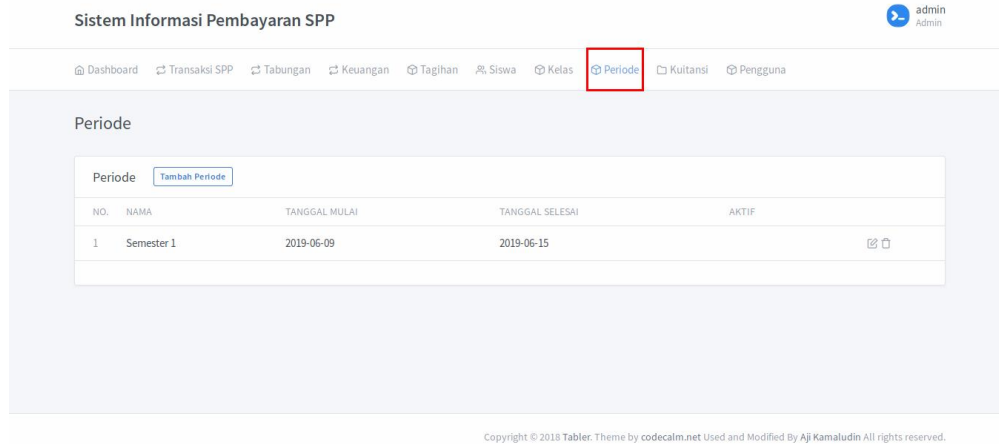 Sistem Informasi Pembayaran SPP
admin
Admin
Dashboard Transaksi SPP Tabungan Keuangan Tagihan Siswa Kelas Periode Kuitansi Pengguna
Periode
Periode Tambah Periode
NO. NAMA TANGGAL MULAI TANGGAL SELESAI AKTIF
1 Semester 1 2019-06-09 2019-06-15
Copyright © 2018 Tabler. Theme by codecalm.net Used and Modified By Aji Kamaludin All rights reserved.